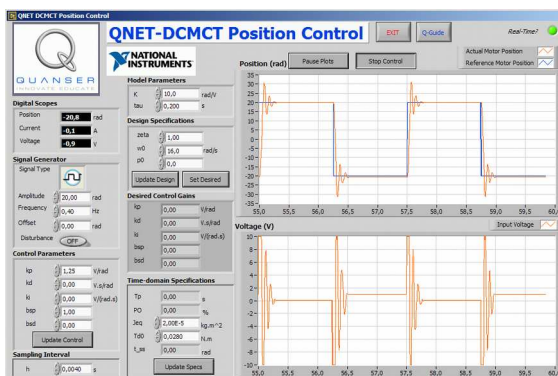 QNET DCMCT Position Control
QNET-DCMCT Position Control
EXIT
Q-Guide
Real-Time?
QUANSER
INNOVATE EDUCATE
NATIONAL INSTRUMENTS
Position (rad)
Pause Plots
Stop Control
Actual Motor Position
Reference Motor Position
Digital Scopes
Position -20,8 rad
Current -0,1 A
Voltage -0,9 V
Signal Generator
Signal Type
Amplitude 20,00 rad
Frequency 0,40 Hz
Offset 0,00 rad
Disturbance OFF
Control Parameters
kp 1,25 V/rad
kd 0,00 V.s/rad
ki 0,00 V/(rad.s)
bsp 1,00
bsd 0,00
Update Control
Sampling Interval
h 0,0040 s
Model Parameters
K 10,0 rad/V
tau 0,200 s
Design Specifications
zeta 1,00
w0 16,0 rad/s
p0 0,0
Update Design
Set Desired
Desired Control Gains
kp 0,00 V/rad
kd 0,00 V.s/rad
ki 0,00 V/(rad.s)
bsp 0,00
bsd 0,00
Time-domain Specifications
Tp 0,00 s
PO 0,00 %
Jeq 2,00E-5 kg.m^2
Td0 0,0280 N.m
t_ss 0,00 rad
Update Specs
35
30
25
20
15
10
5
0
-5
-10
-15
-20
-25
-30
-35
55,0 55,5 56,0 56,5 57,0 57,5 58,0 58,5 59,0 59,5 60,
Voltage (V)
Input Voltage
10
8
6
4
2
0
-2
-4
-6
-8
-10
55,0 55,5 56,0 56,5 57,0 57,5 58,0 58,5 59,0 59,5 60,